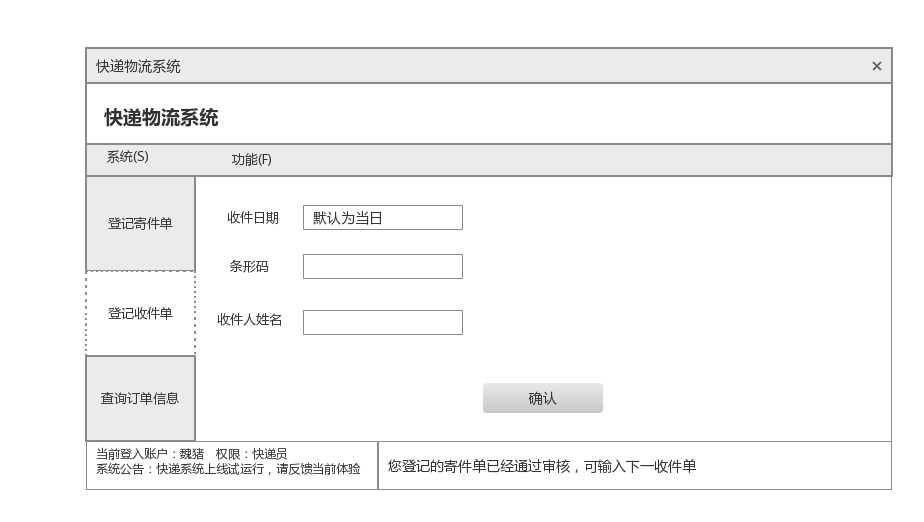 快递物流系统
×
快递物流系统
系统(S)
功能(F)
登记寄件单
登记收件单
查询订单信息
收件日期
默认为当日
条形码
收件人姓名
确认
当前登入账户：魏猪 权限：快递员
系统公告：快递系统上线试运行，请反馈当前体验
您登记的寄件单已经通过审核，可输入下一收件单